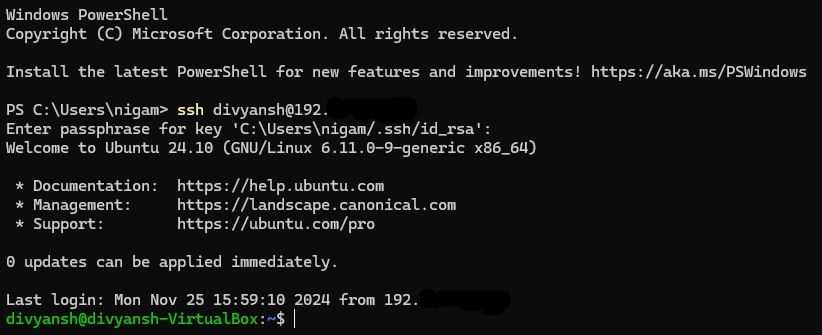 Windows PowerShell
Copyright (C) Microsoft Corporation. All rights reserved.
Install the latest PowerShell for new features and improvements! https://aka.ms/PSWindows
PS C:\Users\nigam> ssh divyansh@192.
Enter passphrase for key 'C:\Users\nigam/.ssh/id_rsa':
Welcome to Ubuntu 24.10 (GNU/Linux 6.11.0-9-generic x86_64)
* Documentation:  https://help.ubuntu.com
* Management:     https://landscape.canonical.com
* Support:        https://ubuntu.com/pro
0 updates can be applied immediately.
Last login: Mon Nov 25 15:59:10 2024 from 192.
divyansh@divyansh-VirtualBox:~$